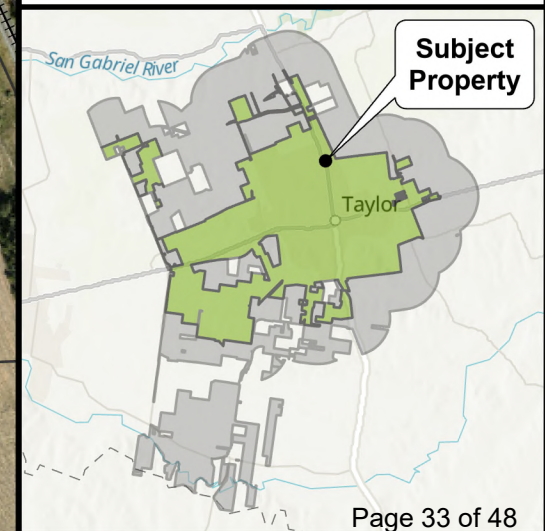 San Gabriel River
Subject
Property
Taylor
Page 33 of 48